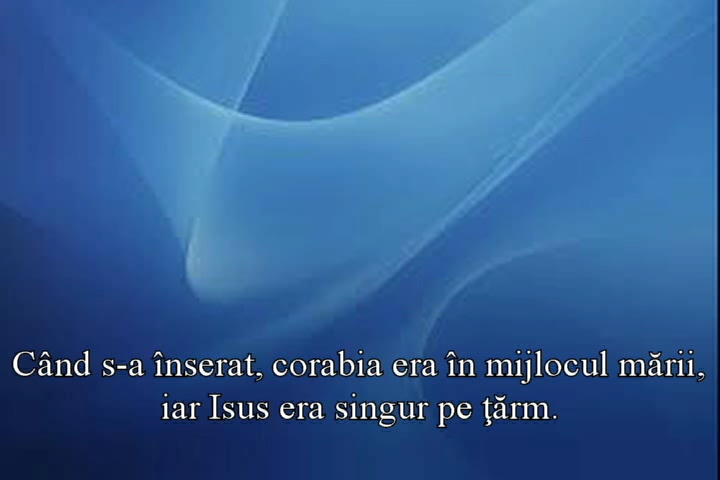 Când s-a înserat, corabia era în mijlocul mării,
iar Isus era singur pe ţărm.